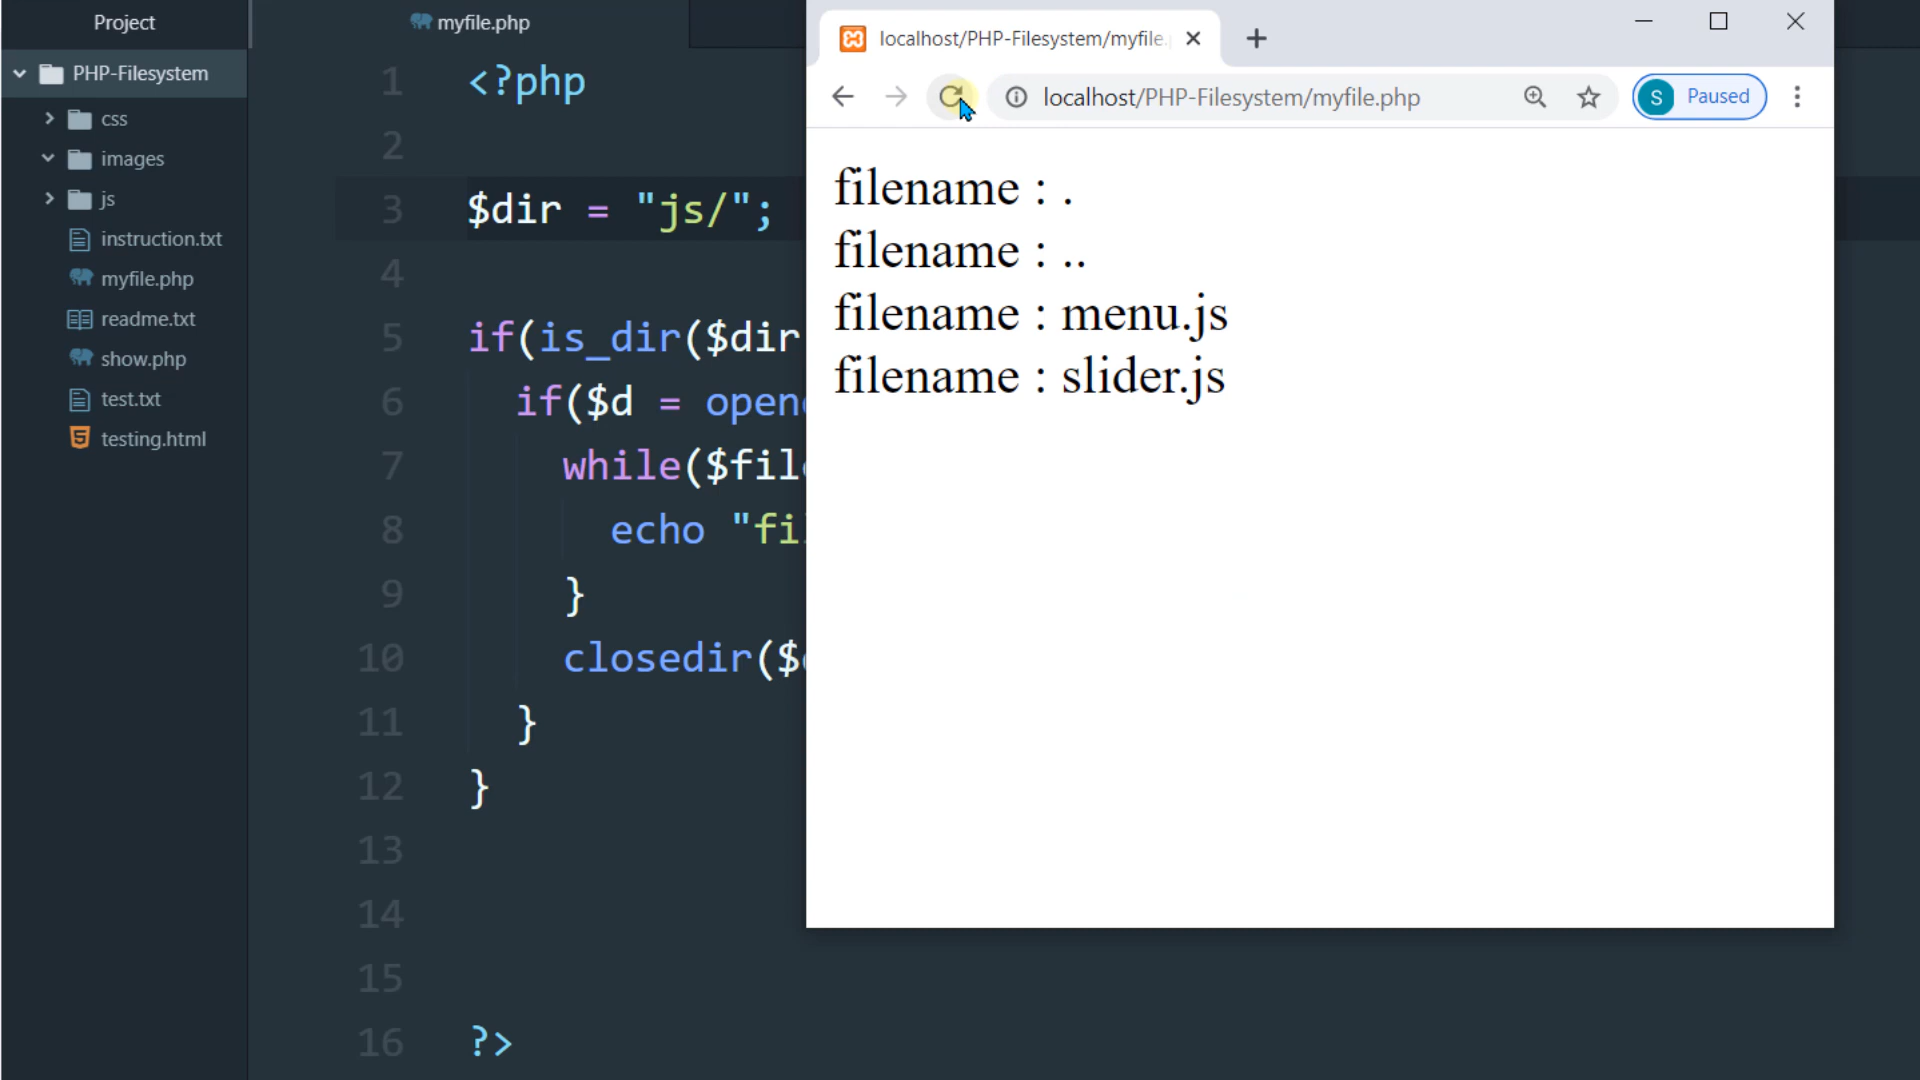 Project
PHP-Filesystem
css
images
js
instruction.txt
myfile.php
readme.txt
show.php
test.txt
testing.html
myfile.php
1 <?php
2
3 $dir = "js/";
4
5 if(is_dir($dir
6 if($d =
7 while(
8 echo
9 }
10 closedir(
11 }
12 }
13
14
15
16 ?>
localhost/PHP-Filesystem/myfile.
localhost/PHP-Filesystem/myfile.php
S Paused
filename : .
filename : ..
filename : menu.js
filename : slider.js